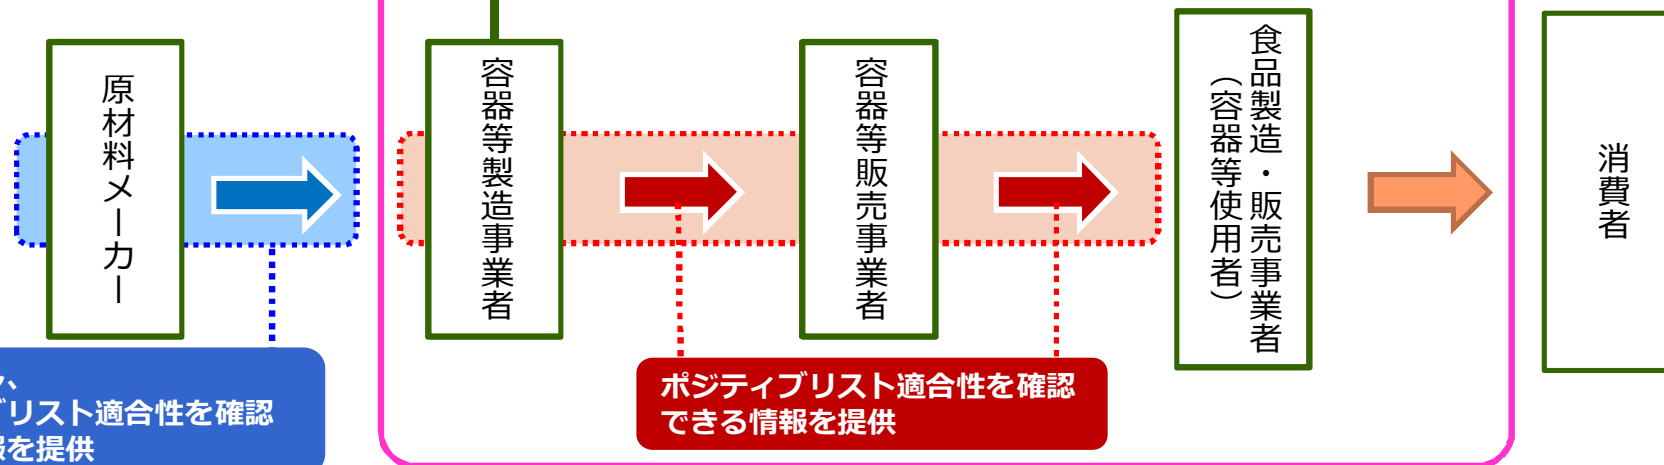 原材料メーカー
容器等製造事業者
容器等販売事業者
食品製造・販売事業者
（容器等使用者）
消費者
リスト適合性を確認
を提供
ポジティブリスト適合性を確認
できる情報を提供